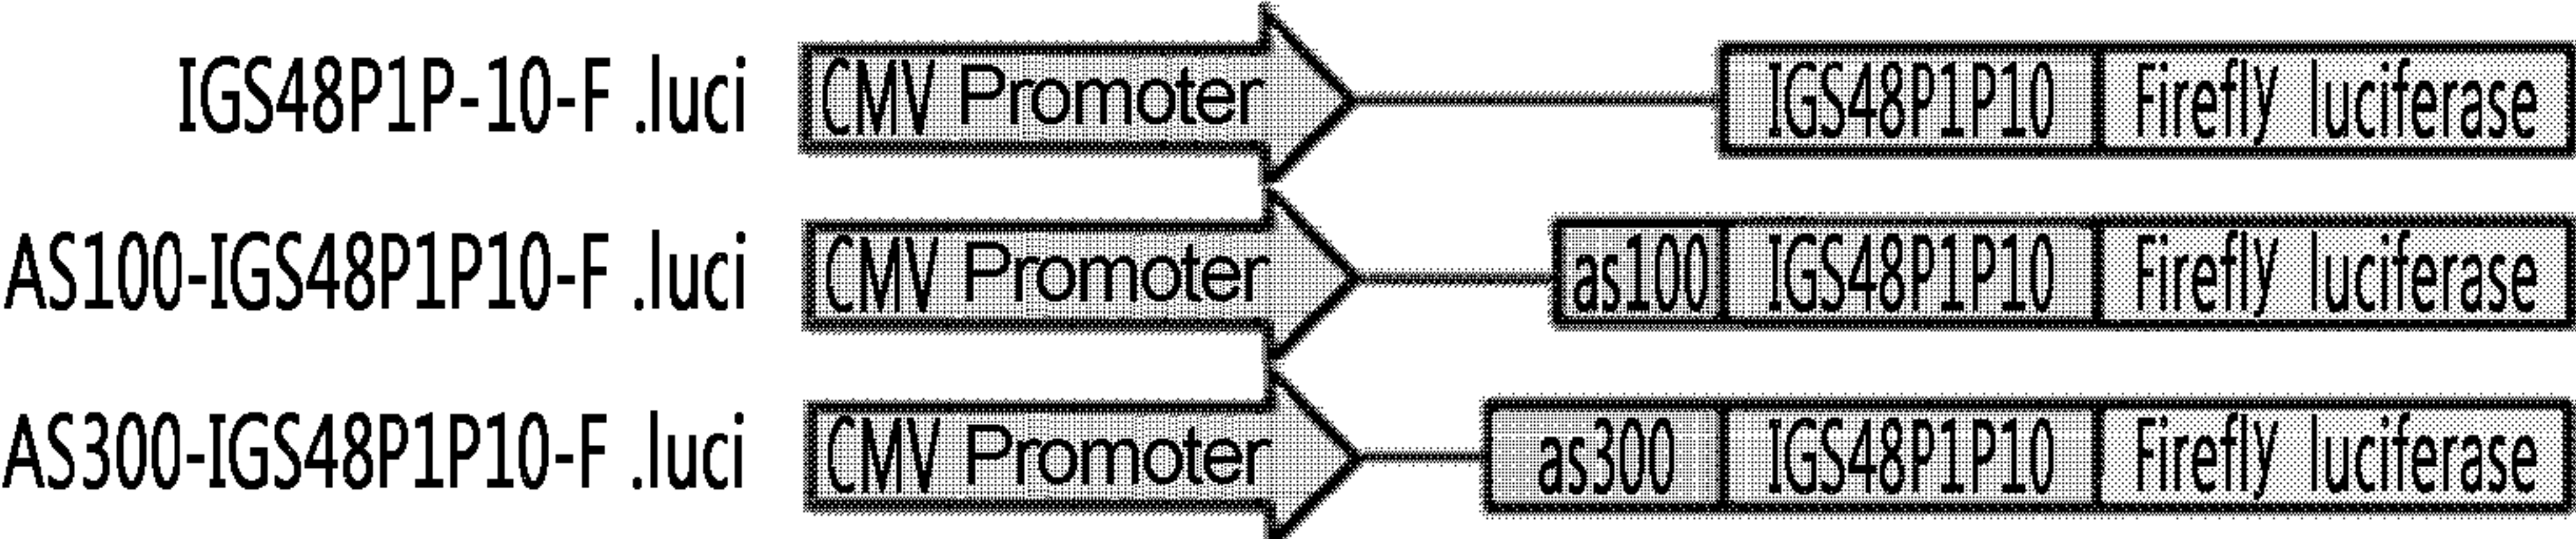 IGS48P1P-10-F .luci CMV Promoter IGS48P1P10 Firefly luciferase
AS100-IGS48P1P10-F .luci CMV Promoter as100 IGS48P1P10 Firefly luciferase
AS300-IGS48P1P10-F .luci CMV Promoter as300 IGS48P1P10 Firefly luciferase